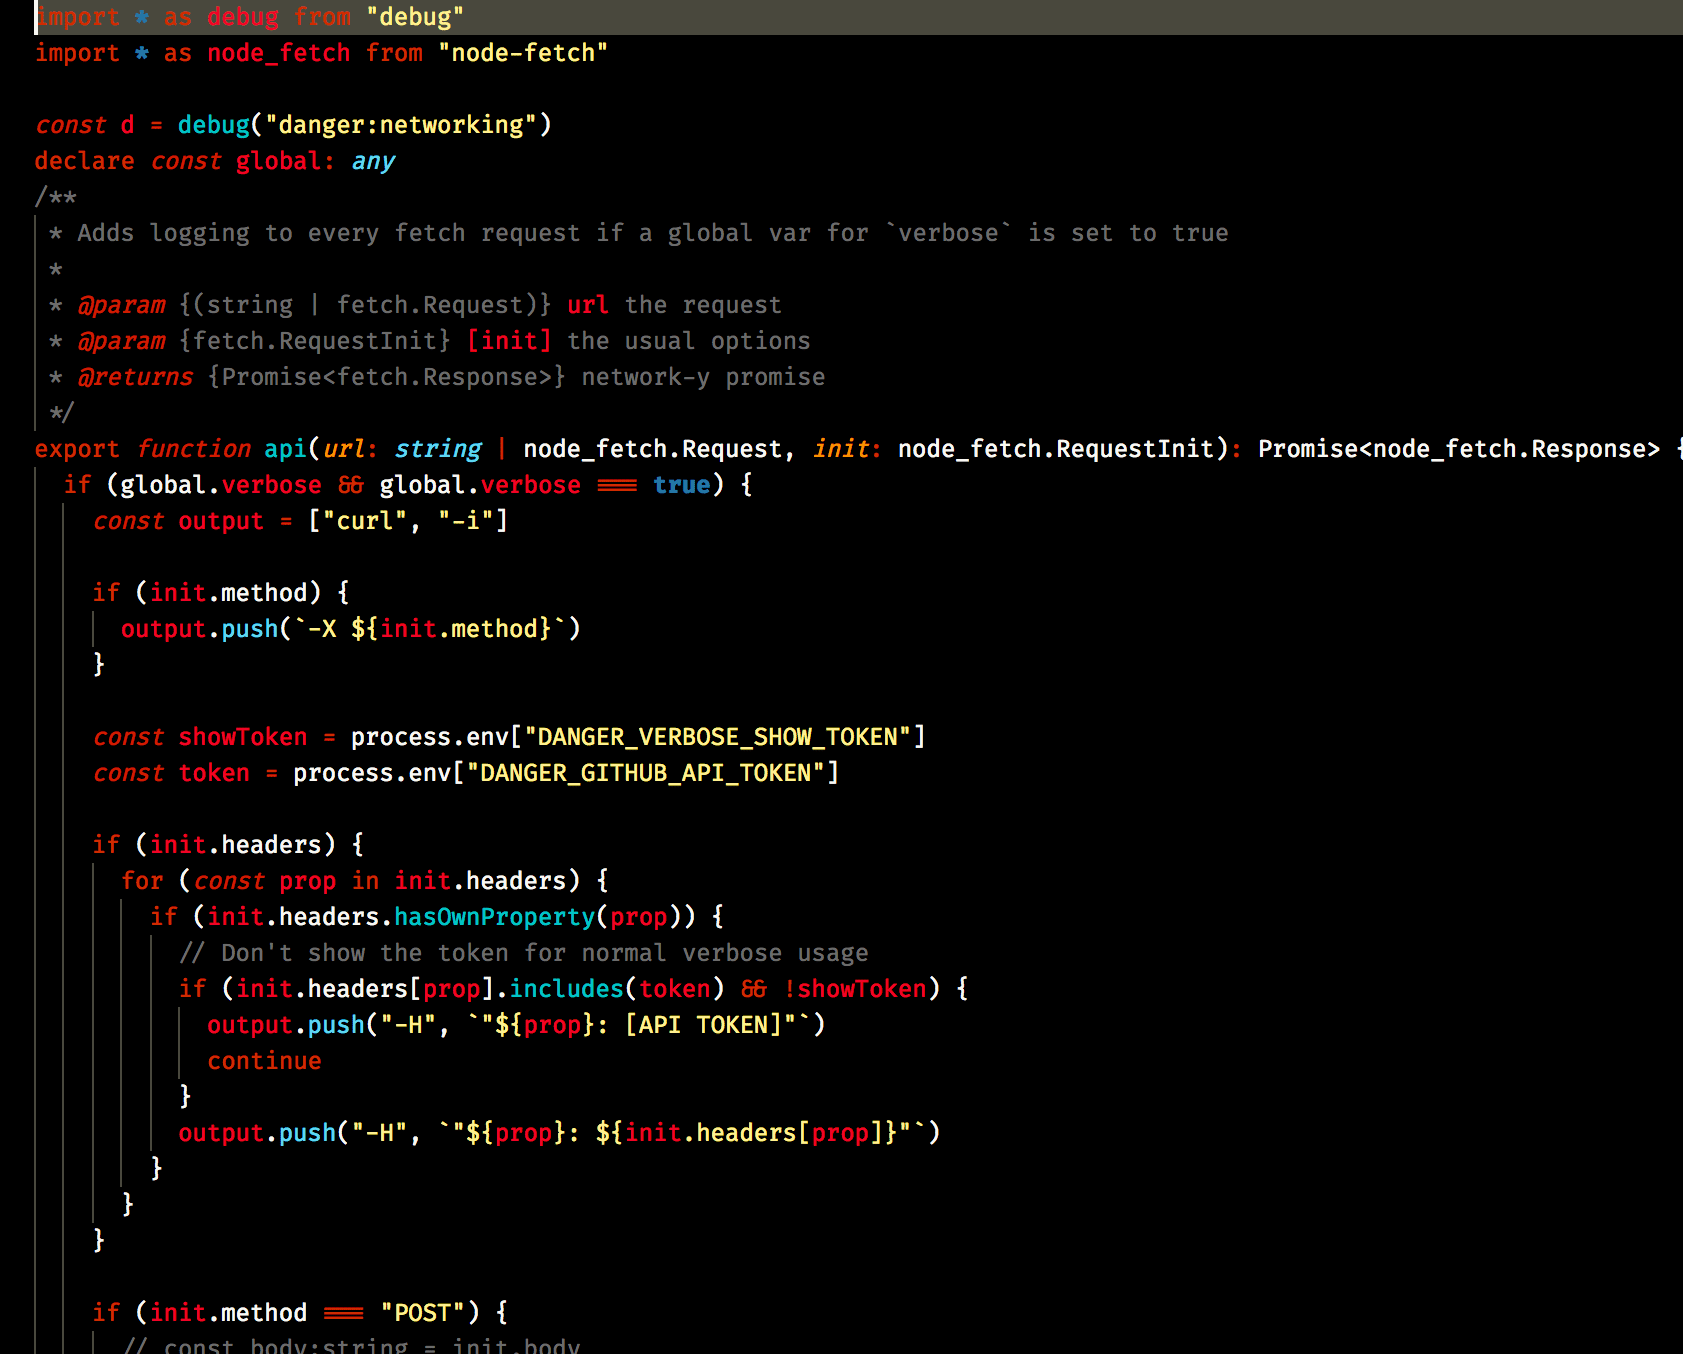 import * as debug from "debug"
import * as node_fetch from "node-fetch"

const d = debug("danger:networking")
declare const global: any
/**
 * Adds logging to every fetch request if a global var for `verbose` is set to true
 *
 * @param {(string | fetch.Request)} url the request
 * @param {fetch.RequestInit} [init] the usual options
 * @returns {Promise<fetch.Response>} network-y promise
 */
export function api(url: string | node_fetch.Request, init: node_fetch.RequestInit): Promise<node_fetch.Response> {
  if (global.verbose && global.verbose === true) {
    const output = ["curl", "-i"]

    if (init.method) {
      output.push(`-X ${init.method}`)
    }

    const showToken = process.env["DANGER_VERBOSE_SHOW_TOKEN"]
    const token = process.env["DANGER_GITHUB_API_TOKEN"]

    if (init.headers) {
      for (const prop in init.headers) {
        if (init.headers.hasOwnProperty(prop)) {
          // Don't show the token for normal verbose usage
          if (init.headers[prop].includes(token) && !showToken) {
            output.push("-H", `"${prop}: [API TOKEN]"`)
            continue
          }
          output.push("-H", `"${prop}: ${init.headers[prop]}"`)
        }
      }
    }

    if (init.method === "POST") {
      // const body:string = init.body